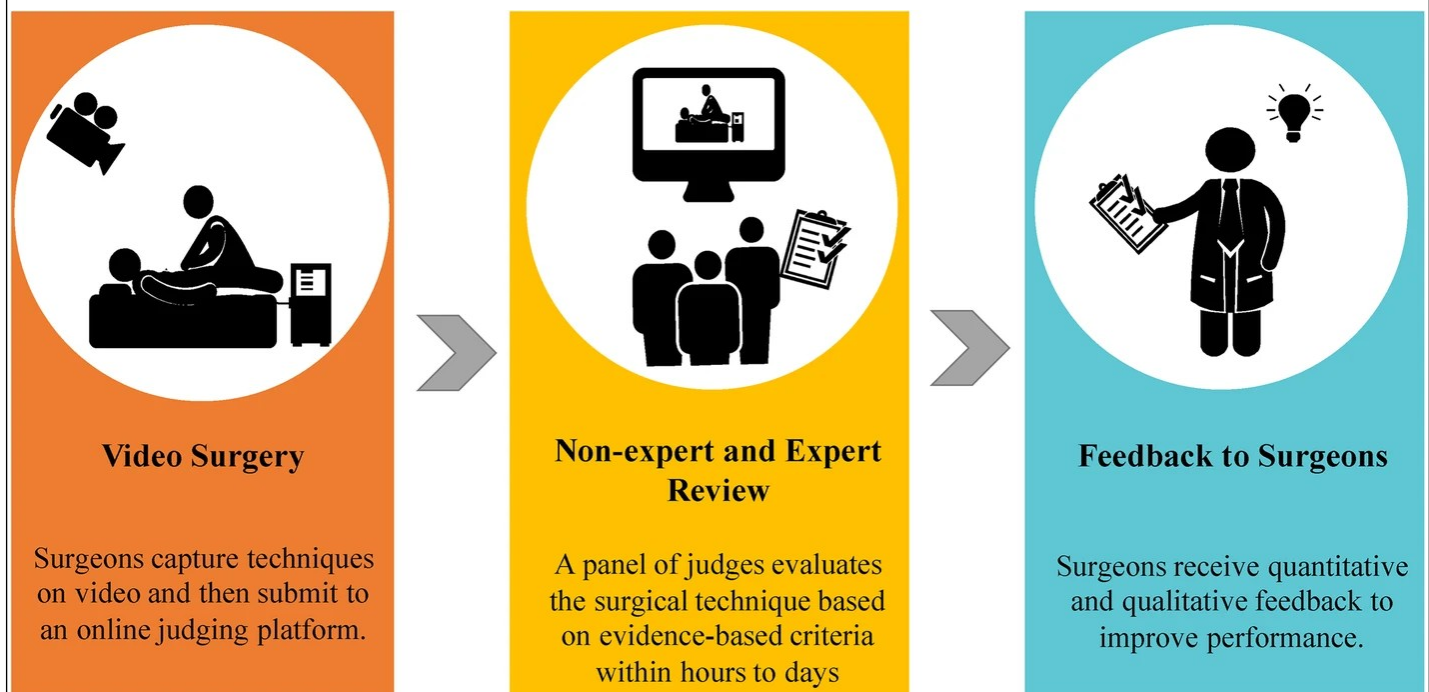 Video Surgery
Surgeons capture techniques
on video and then submit to
an online judging platform.
Non-expert and Expert
Review
A panel of judges evaluates
the surgical technique based
on evidence-based criteria
within hours to days
Feedback to Surgeons
Surgeons receive quantitative
and qualitative feedback to
improve performance.